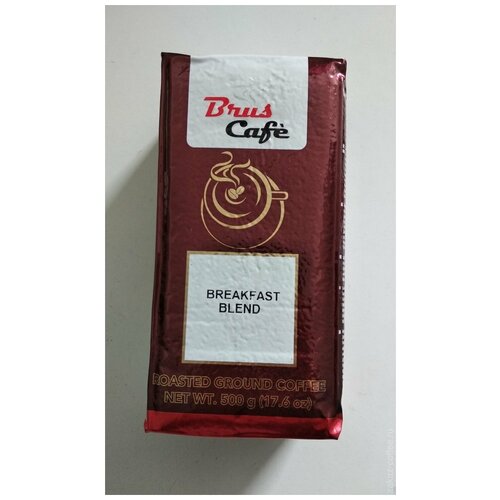 Brus
Cafè
BREAKFAST
BLEND
ROASTED GROUND COFFEE
NET WT. 500 g (17.6 oz)